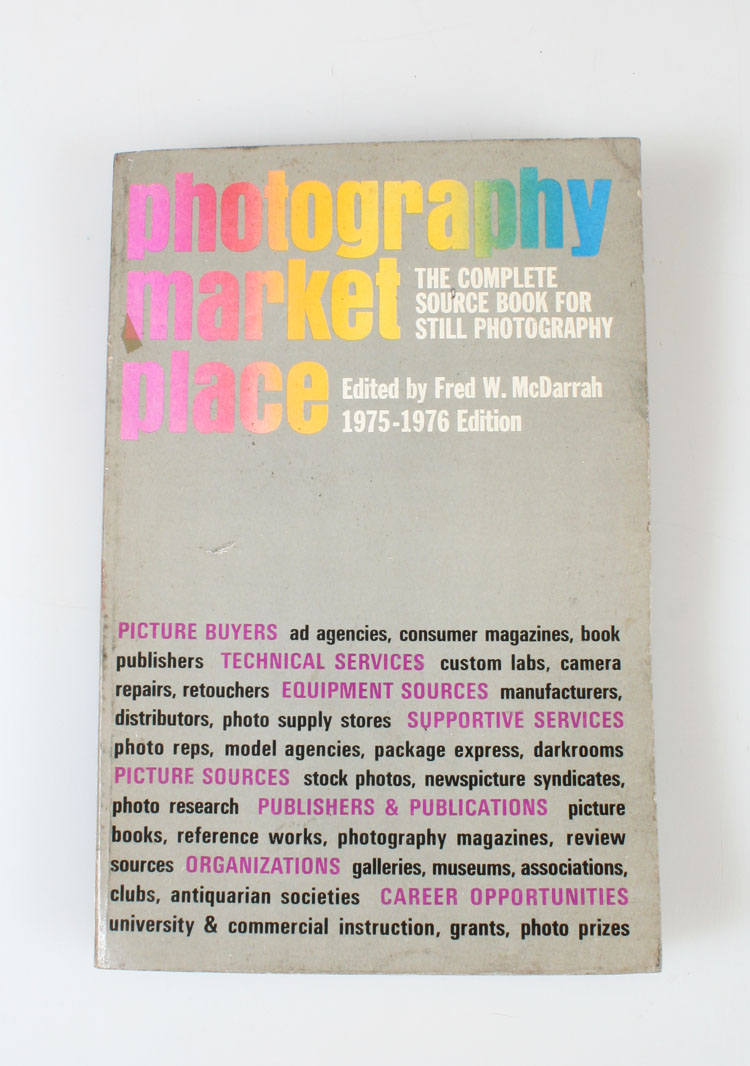 photography
market
THE COMPLETE
SOURCE BOOK FOR
STILL PHOTOGRAPHY
place
Edited by Fred W. McDarrah
1975-1976 Edition
PICTURE BUYERS ad agencies, consumer magazines, book
publishers TECHNICAL SERVICES custom labs, camera
repairs, retouchers EQUIPMENT SOURCES manufacturers,
distributors, photo supply stores SUPPORTIVE SERVICES
photo reps, model agencies, package express, darkrooms
PICTURE SOURCES stock photos, newspicture syndicates,
photo research PUBLISHERS & PUBLICATIONS picture
books, reference works, photography magazines, review
sources ORGANIZATIONS galleries, museums, associations,
clubs, antiquarian societies CAREER OPPORTUNITIES
university & commercial instruction, grants, photo prizes